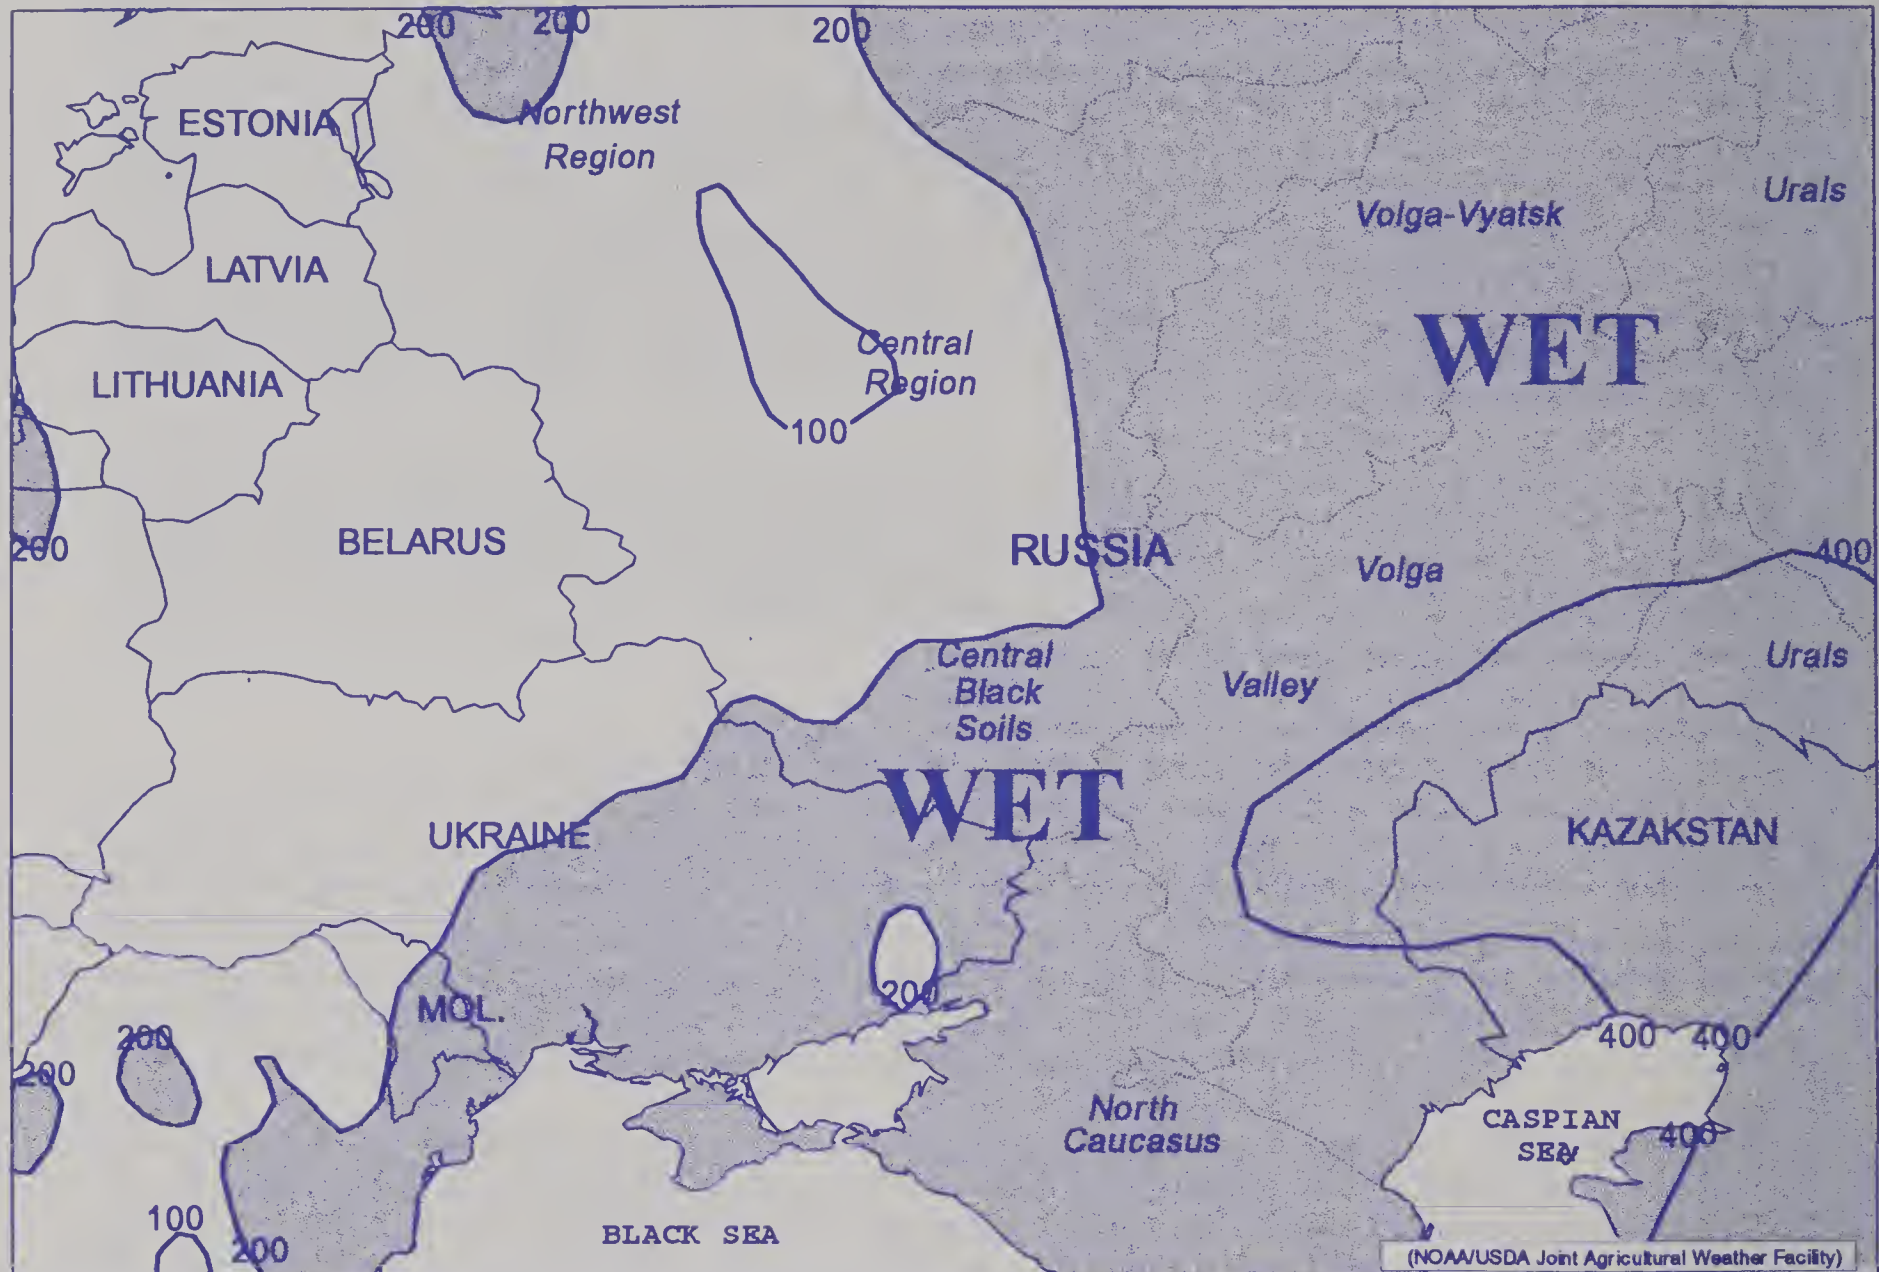 200
200
200
ESTONIA
Northwest
Region
Urals
Volga-Vyatsk
LATVIA
WET
Central
Region
LITHUANIA
100
200
BELARUS
RUSSIA
Volga
400
Central
Black
Soils
Valley
Urals
WET
UKRAINE
KAZAKSTAN
200
MOL.
200
400
400
200
North
Caucasus
CASPIAN
SEA
400
100
200
BLACK SEA
(NOAA/USDA Joint Agricultural Weather Facility)